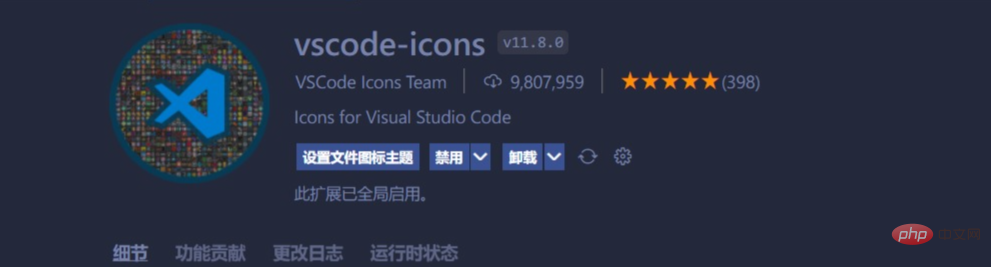 vscode-icons v11.8.0
VSCode Icons Team 9,807,959 (398)
Icons for Visual Studio Code
设置文件图标主题 禁用 卸载
此扩展已全局启用。
细节 功能贡献 更改日志 运行时状态
php 中文网